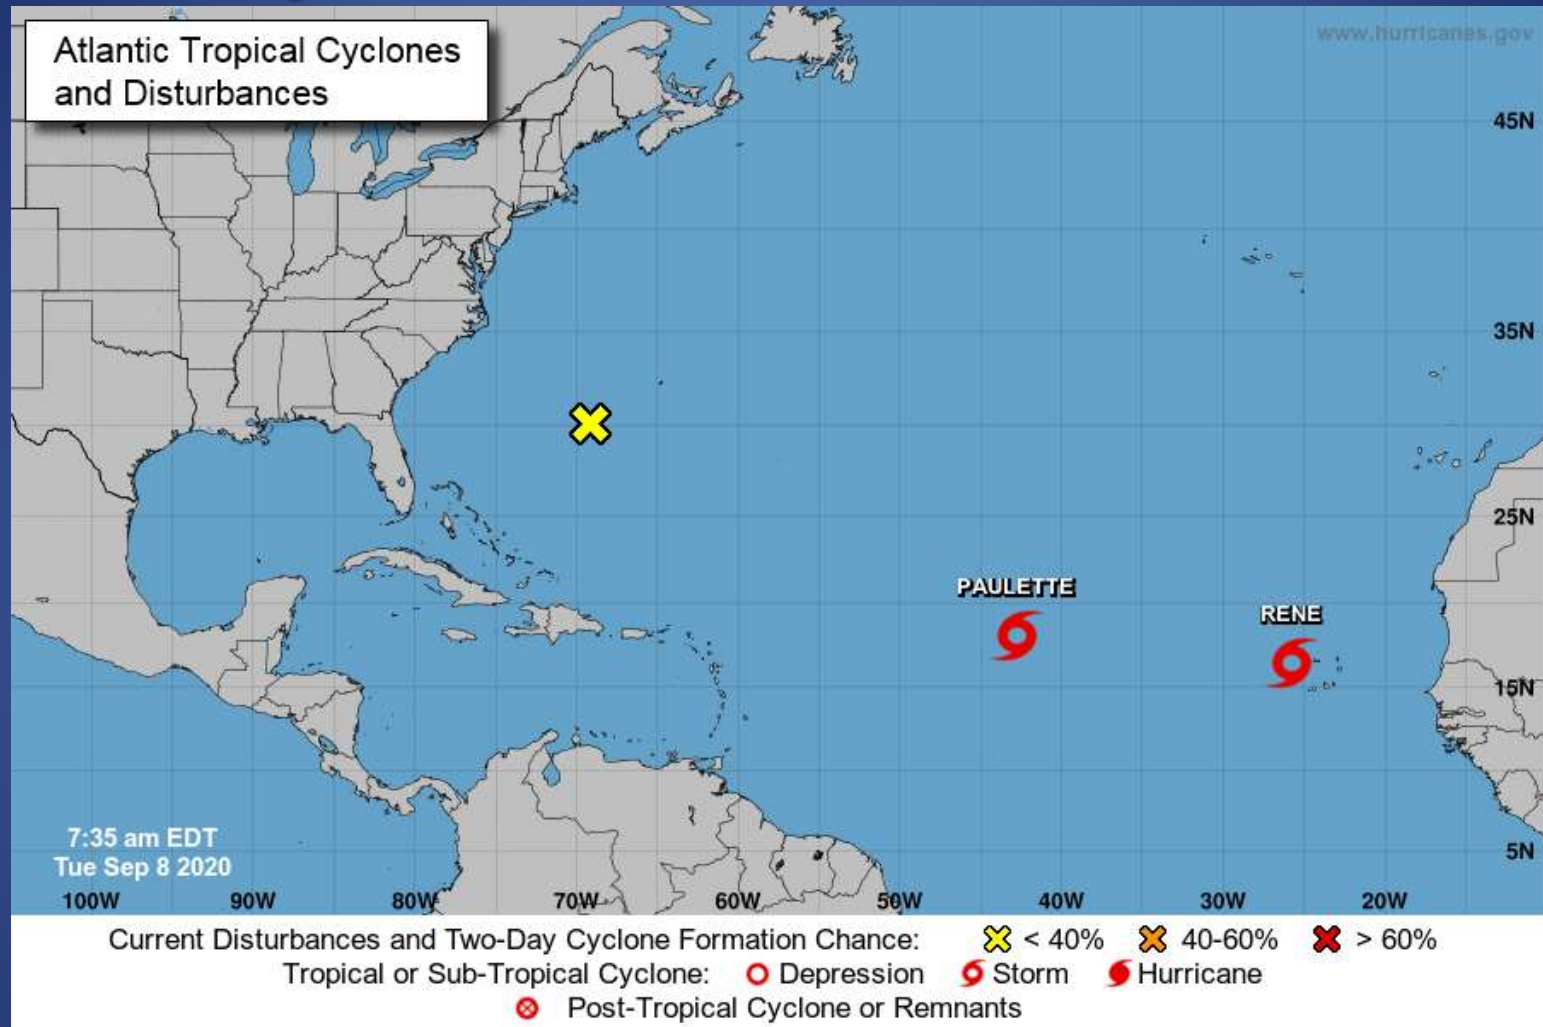 Atlantic Tropical Cyclones
and Disturbances
www.hurricanes.gov
45N
35N
25N
PAULETTE
RENE
15N
5N
7:35 am EDT
Tue Sep 8 2020
100W 90W 80W 70W 60W 50W 40W 30W 20W
Current Disturbances and Two-Day Cyclone Formation Chance: < 40% 40-60% > 60%
Tropical or Sub-Tropical Cyclone: Depression Storm Hurricane
Post-Tropical Cyclone or Remnants